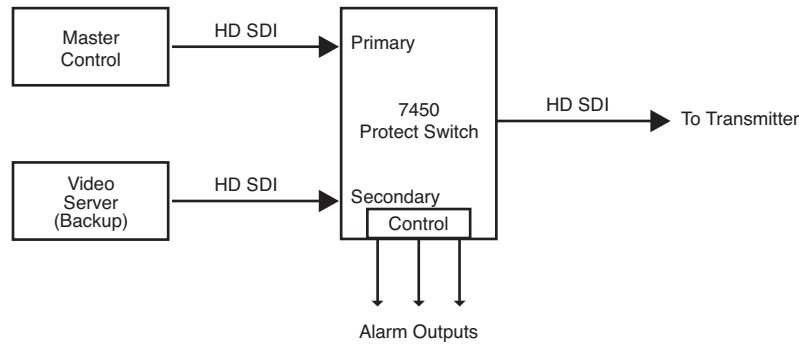 Master
Control
HD SDI
Primary
7450
Protect Switch
HD SDI
To Transmitter
Video
Server
(Backup)
HD SDI
Secondary
Control
Alarm Outputs